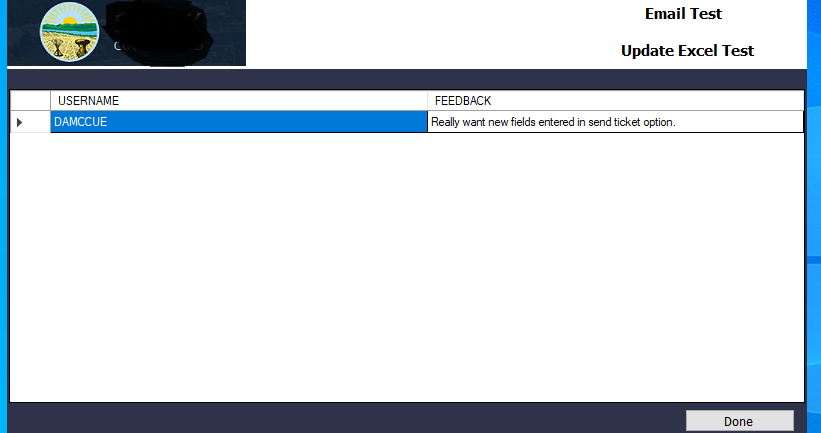 Email Test
Update Excel Test
USERNAME FEEDBACK
DAMCCUE Really want new fields entered in send ticket option.
Done